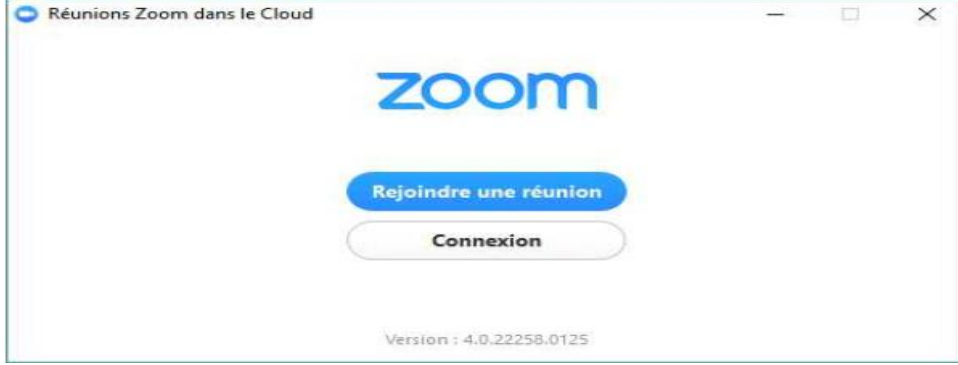 Réunions Zoom dans le Cloud
zoom
Rejoindre une réunion
Connexion
Version : 4.0.22258.0125